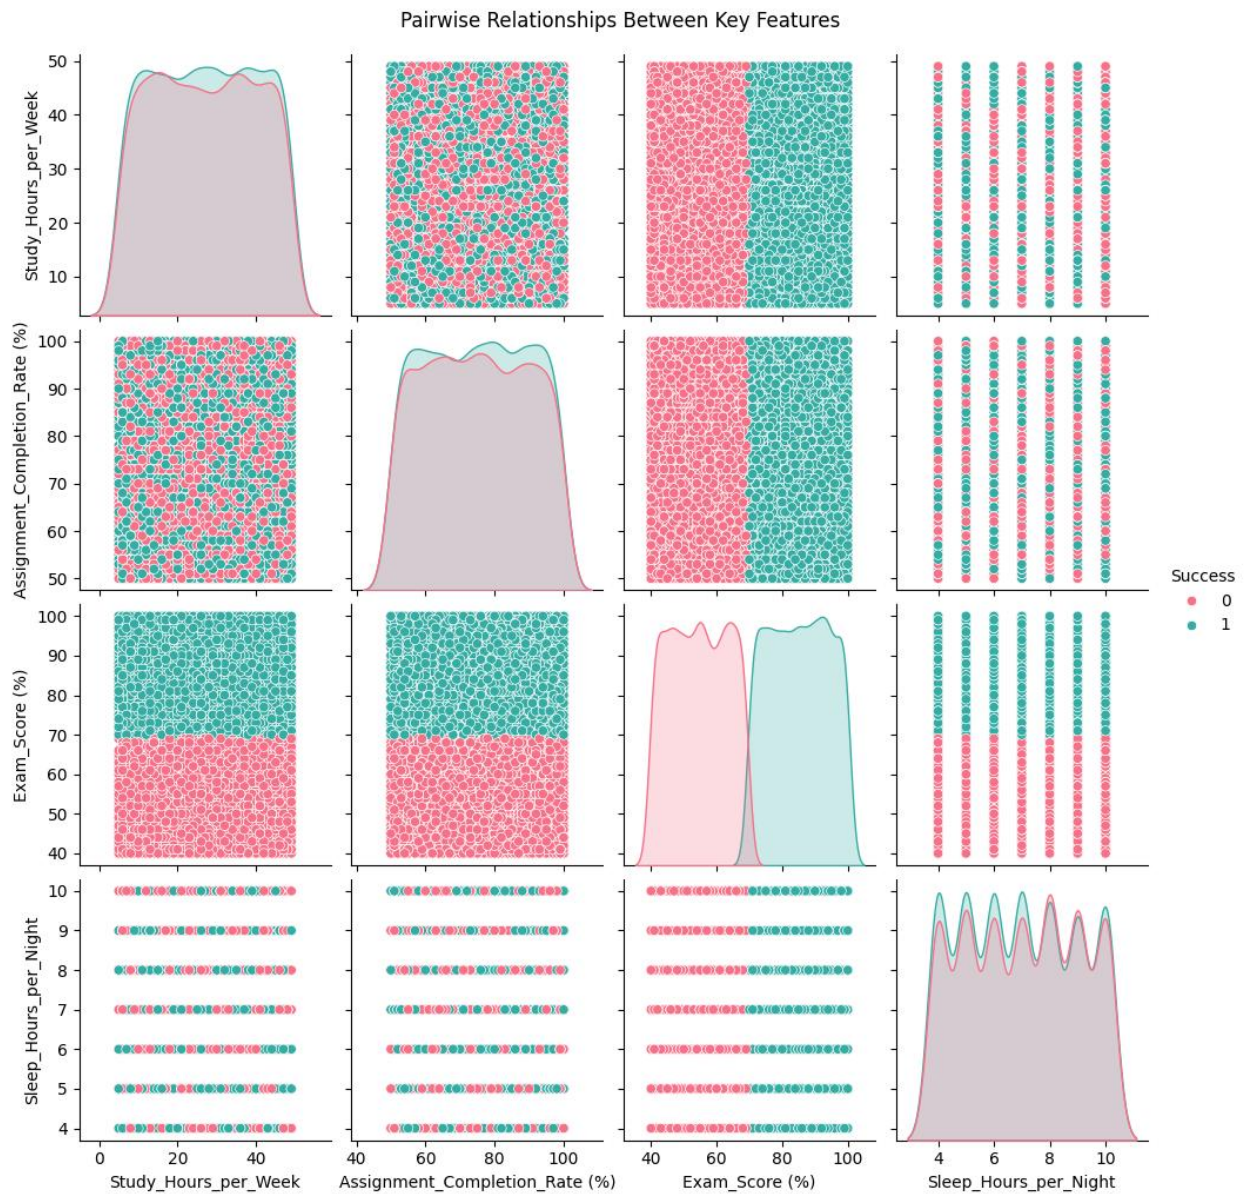 Pairwise Relationships Between Key Features
50
40
30
20
10
Study_Hours_per_Week
100
90
80
70
60
50
Assignment_Completion_Rate (%)
100
90
80
70
60
50
40
Exam_Score (%)
10
9
8
7
6
5
4
Sleep_Hours_per_Night
0 20 40
Study_Hours_per_Week
40 60 80 100
Assignment_Completion_Rate (%)
40 60 80 100
Exam_Score (%)
4 6 8 10
Sleep_Hours_per_Night
Success
0
1